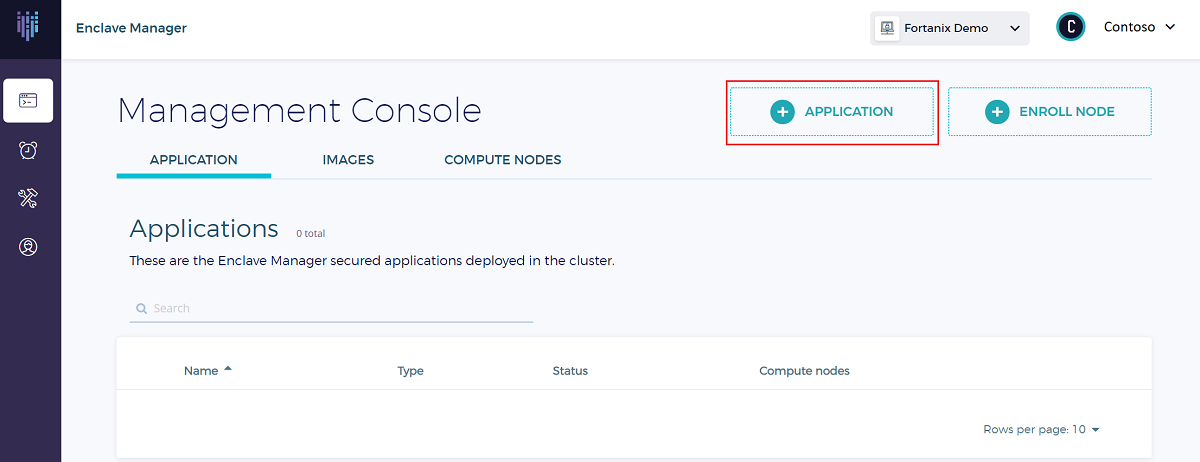 Enclave Manager
Fortanix Demo
C
Contoso
Management Console
APPLICATION
ENROLL NODE
APPLICATION IMAGES COMPUTE NODES
Applications 0 total
These are the Enclave Manager secured applications deployed in the cluster.
Search
Name Type Status Compute nodes
Rows per page: 10